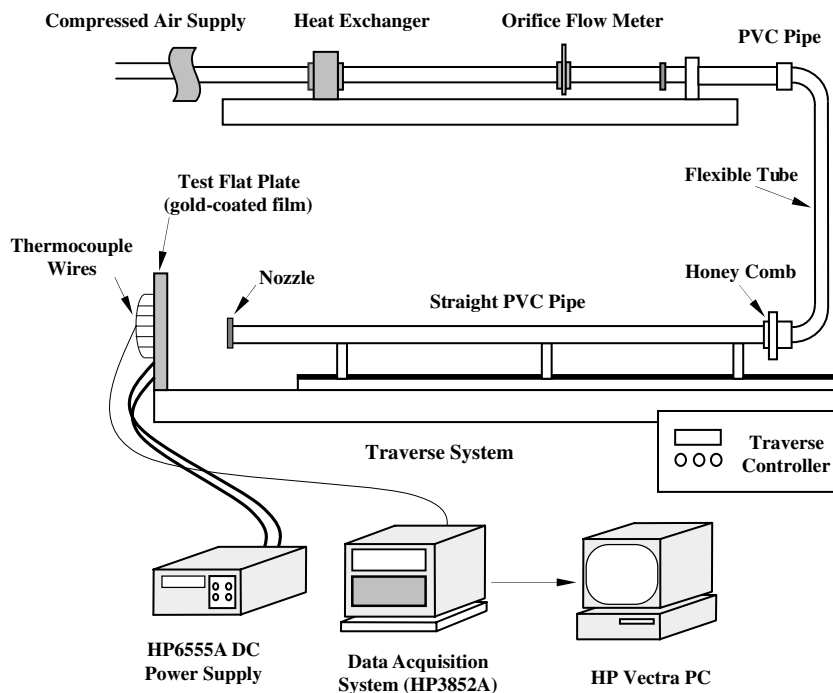 Compressed Air Supply
Heat Exchanger
Orifice Flow Meter
PVC Pipe
Test Flat Plate
(gold-coated film)
Flexible Tube
Thermocouple
Wires
Nozzle
Straight PVC Pipe
Honey Comb
Traverse System
Traverse
Controller
HP6555A DC
Power Supply
Data Acquisition
System (HP3852A)
HP Vectra PC